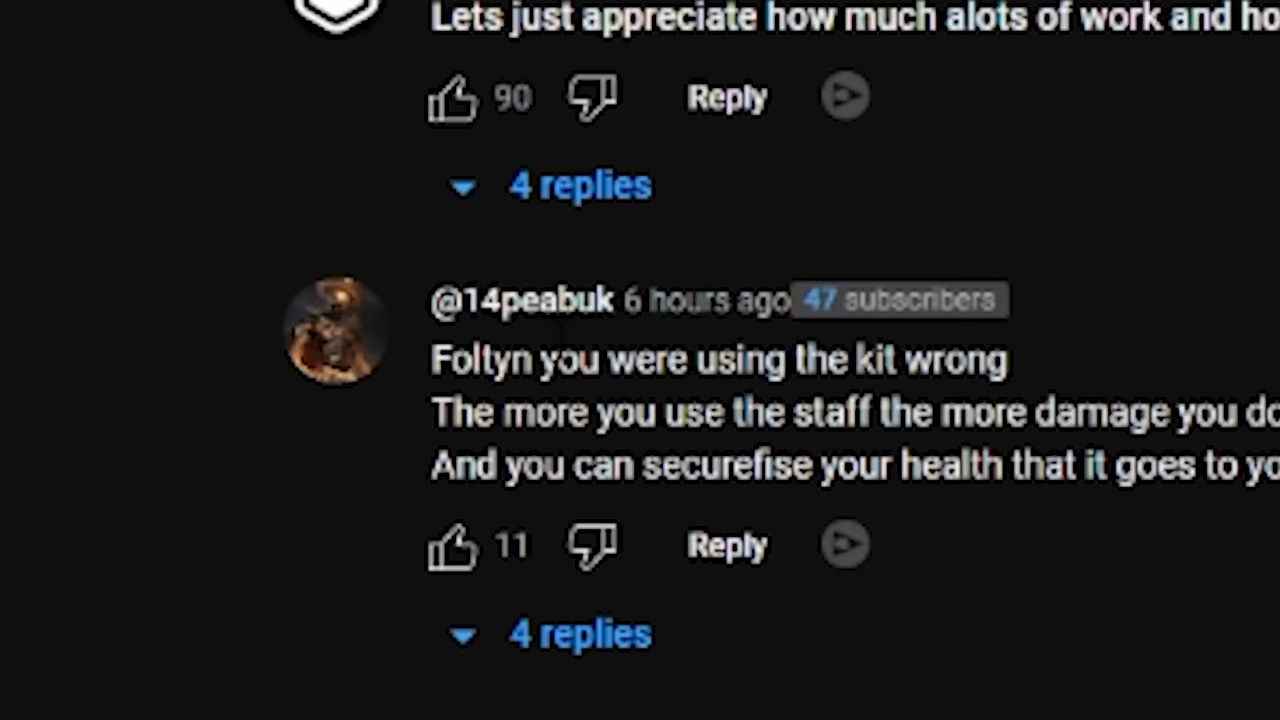 Lets just appreciate how much alots of work and ho
90 Reply
4 replies
@14peabuk 6 hours ago 47 subscribers
Foltyn you were using the kit wrong
The more you use the staff the more damage you do
And you can securefise your health that it goes to yo
11 Reply
4 replies